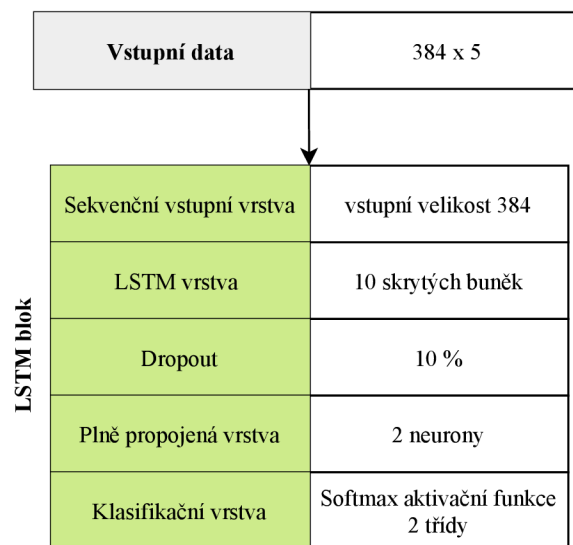 Vstupní data
384 x 5
LSTM blok
Sekvenční vstupní vrstva
vstupní velikost 384
LSTM vrstva
10 skrytých buněk
Dropout
10 %
Plně propojená vrstva
2 neurony
Klasifikační vrstva
Softmax aktivační funkce
2 třídy